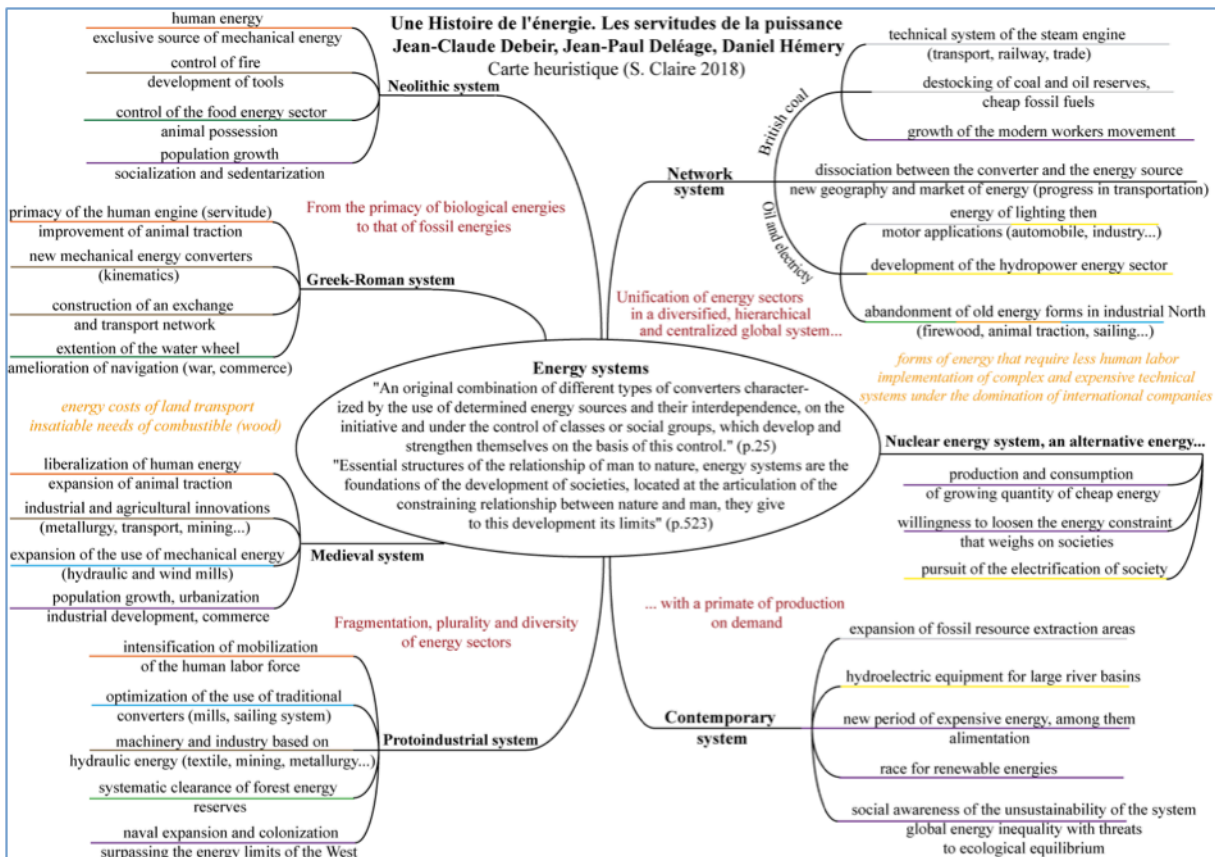 Une Histoire de l'énergie. Les servitudes de la puissance
Jean-Claude Debeir, Jean-Paul Deléage, Daniel Hémery
Carte heuristique (S. Claire 2018)
human energy
exclusive source of mechanical energy
control of fire
development of tools
control of the food energy sector
animal possession
population growth
socialization and sedentarization
Neolithic system
From the primacy of biological energies
to that of fossil energies
primacy of the human engine (servitude)
improvement of animal traction
new mechanical energy converters
(kinematics)
construction of an exchange
and transport network
extention of the water wheel
amelioration of navigation (war, commerce)
Greek-Roman system
energy costs of land transport
insatiable needs of combustible (wood)
liberalization of human energy
expansion of animal traction
industrial and agricultural innovations
(metallurgy, transport, mining...)
expansion of the use of mechanical energy
(hydraulic and wind mills)
population growth, urbanization
industrial development, commerce
Medieval system
Fragmentation, plurality and diversity
of energy sectors
intensification of mobilization
of the human labor force
optimization of the use of traditional
converters (mills, sailing system)
machinery and industry based on
hydraulic energy (textile, mining, metallurgy...)
systematic clearance of forest energy
reserves
naval expansion and colonization
surpassing the energy limits of the West
Protoindustrial system
Energy systems
"An original combination of different types of converters character-
ized by the use of determined energy sources and their interdependence, on the
initiative and under the control of classes or social groups, which develop and
strengthen themselves on the basis of this control." (p.25)
"Essential structures of the relationship of man to nature, energy systems are the
foundations of the development of societies, located at the articulation of the
constraining relationship between nature and man, they give
to this development its limits" (p.523)
Network
system
British coal
technical system of the steam engine
(transport, railway, trade)
destocking of coal and oil reserves,
cheap fossil fuels
growth of the modern workers movement
dissociation between the converter and the energy source
new geography and market of energy (progress in transportation)
Oil and electricty
energy of lighting then
motor applications (automobile, industry...)
development of the hydropower energy sector
abandonment of old energy forms in industrial North
(firewood, animal traction, sailing...)
Unification of energy sectors
in a diversified, hierarchical
and centralized global system...
forms of energy that require less human labor
implementation of complex and expensive technical
systems under the domination of international companies
Nuclear energy system, an alternative energy...
production and consumption
of growing quantity of cheap energy
willingness to loosen the energy constraint
that weighs on societies
pursuit of the electrification of society
... with a primate of production
on demand
Contemporary
system
expansion of fossil resource extraction areas
hydroelectric equipment for large river basins
new period of expensive energy, among them
alimentation
race for renewable energies
social awareness of the unsustainability of the system
global energy inequality with threats
to ecological equilibrium